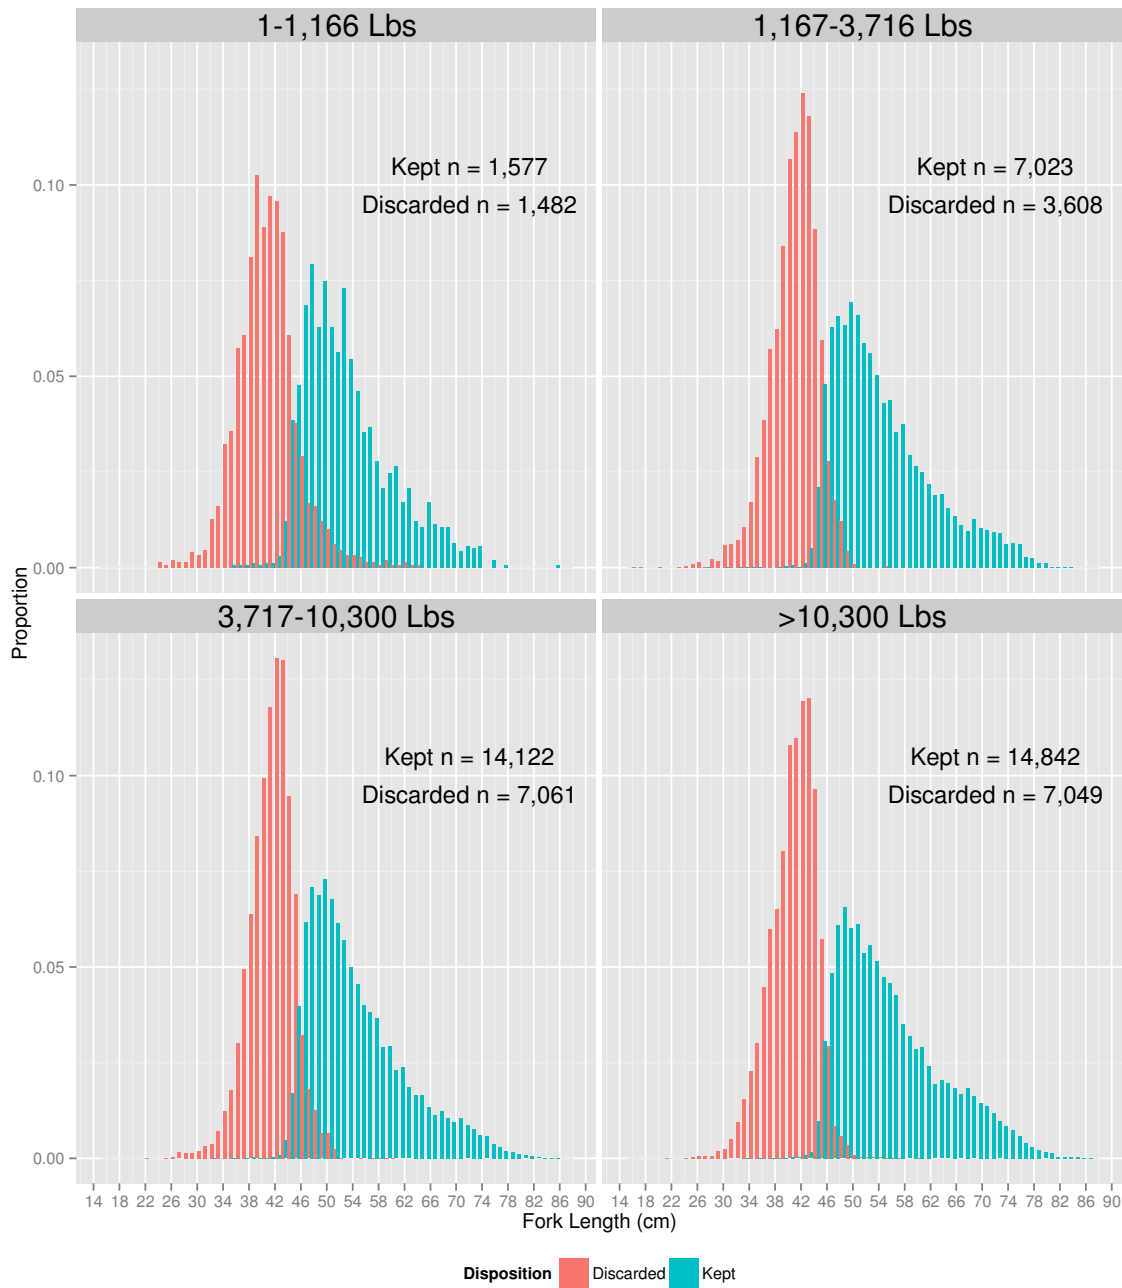 1-1,166 Lbs
1,167-3,716 Lbs
Kept n = 1,577
Discarded n = 1,482
Kept n = 7,023
Discarded n = 3,608
0.10
0.05
0.00
3,717-10,300 Lbs
>10,300 Lbs
Kept n = 14,122
Discarded n = 7,061
Kept n = 14,842
Discarded n = 7,049
0.10
0.05
0.00
Proportion
14 18 22 26 30 34 38 42 46 50 54 58 62 66 70 74 78 82 86 90
14 18 22 26 30 34 38 42 46 50 54 58 62 66 70 74 78 82 86 90
Fork Length (cm)
Disposition Discarded Kept